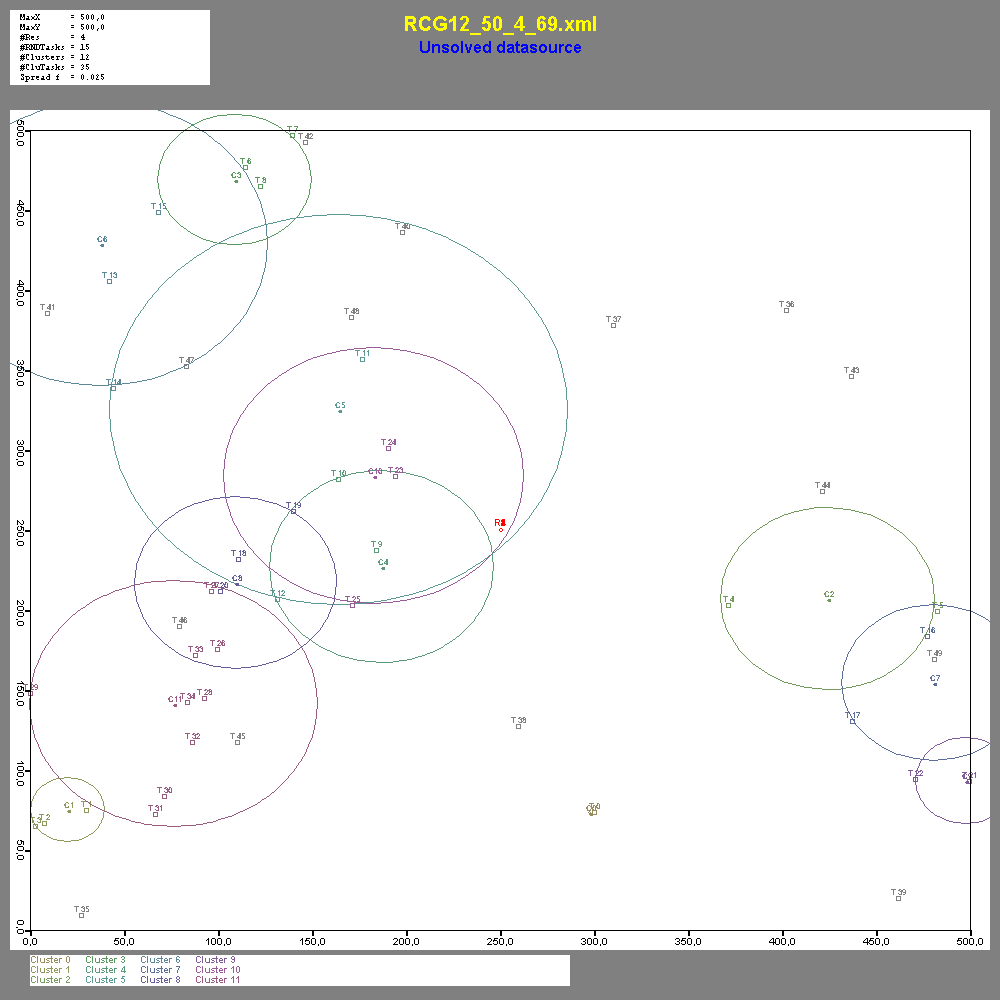 MaxX = 500,0
MaxY = 500,0
#Res = 4
#RNDTasks = 15
#Clusters = 12
#CluTasks = 35
Spread f = 0.025
RCG12_50_4_69.xml
Unsolved datasource
500,0
450,0
400,0
350,0
300,0
250,0
200,0
150,0
100,0
50,0
0,0
T 7
T 42
T 6
C3
T 8
T 15
T 40
C6
T 13
T 41
T 48
T 36
T 37
T 47
T 11
T 43
T 14
C5
T 24
T 10
C10
T 23
T 44
T 19
T 9
T 18
C4
C8
T 20
T 12
T 25
T 4
C2
T 5
T 46
T 16
T 33
T 26
T 49
C7
C11
T 34
T 28
T 17
T 38
T 32
T 45
T 22
T 30
T 31
C1
T 1
T 2
T 0
T 39
T 35
0,0 50,0 100,0 150,0 200,0 250,0 300,0 350,0 400,0 450,0 500,0
Cluster 0 Cluster 3 Cluster 6 Cluster 9
Cluster 1 Cluster 4 Cluster 7 Cluster 10
Cluster 2 Cluster 5 Cluster 8 Cluster 11